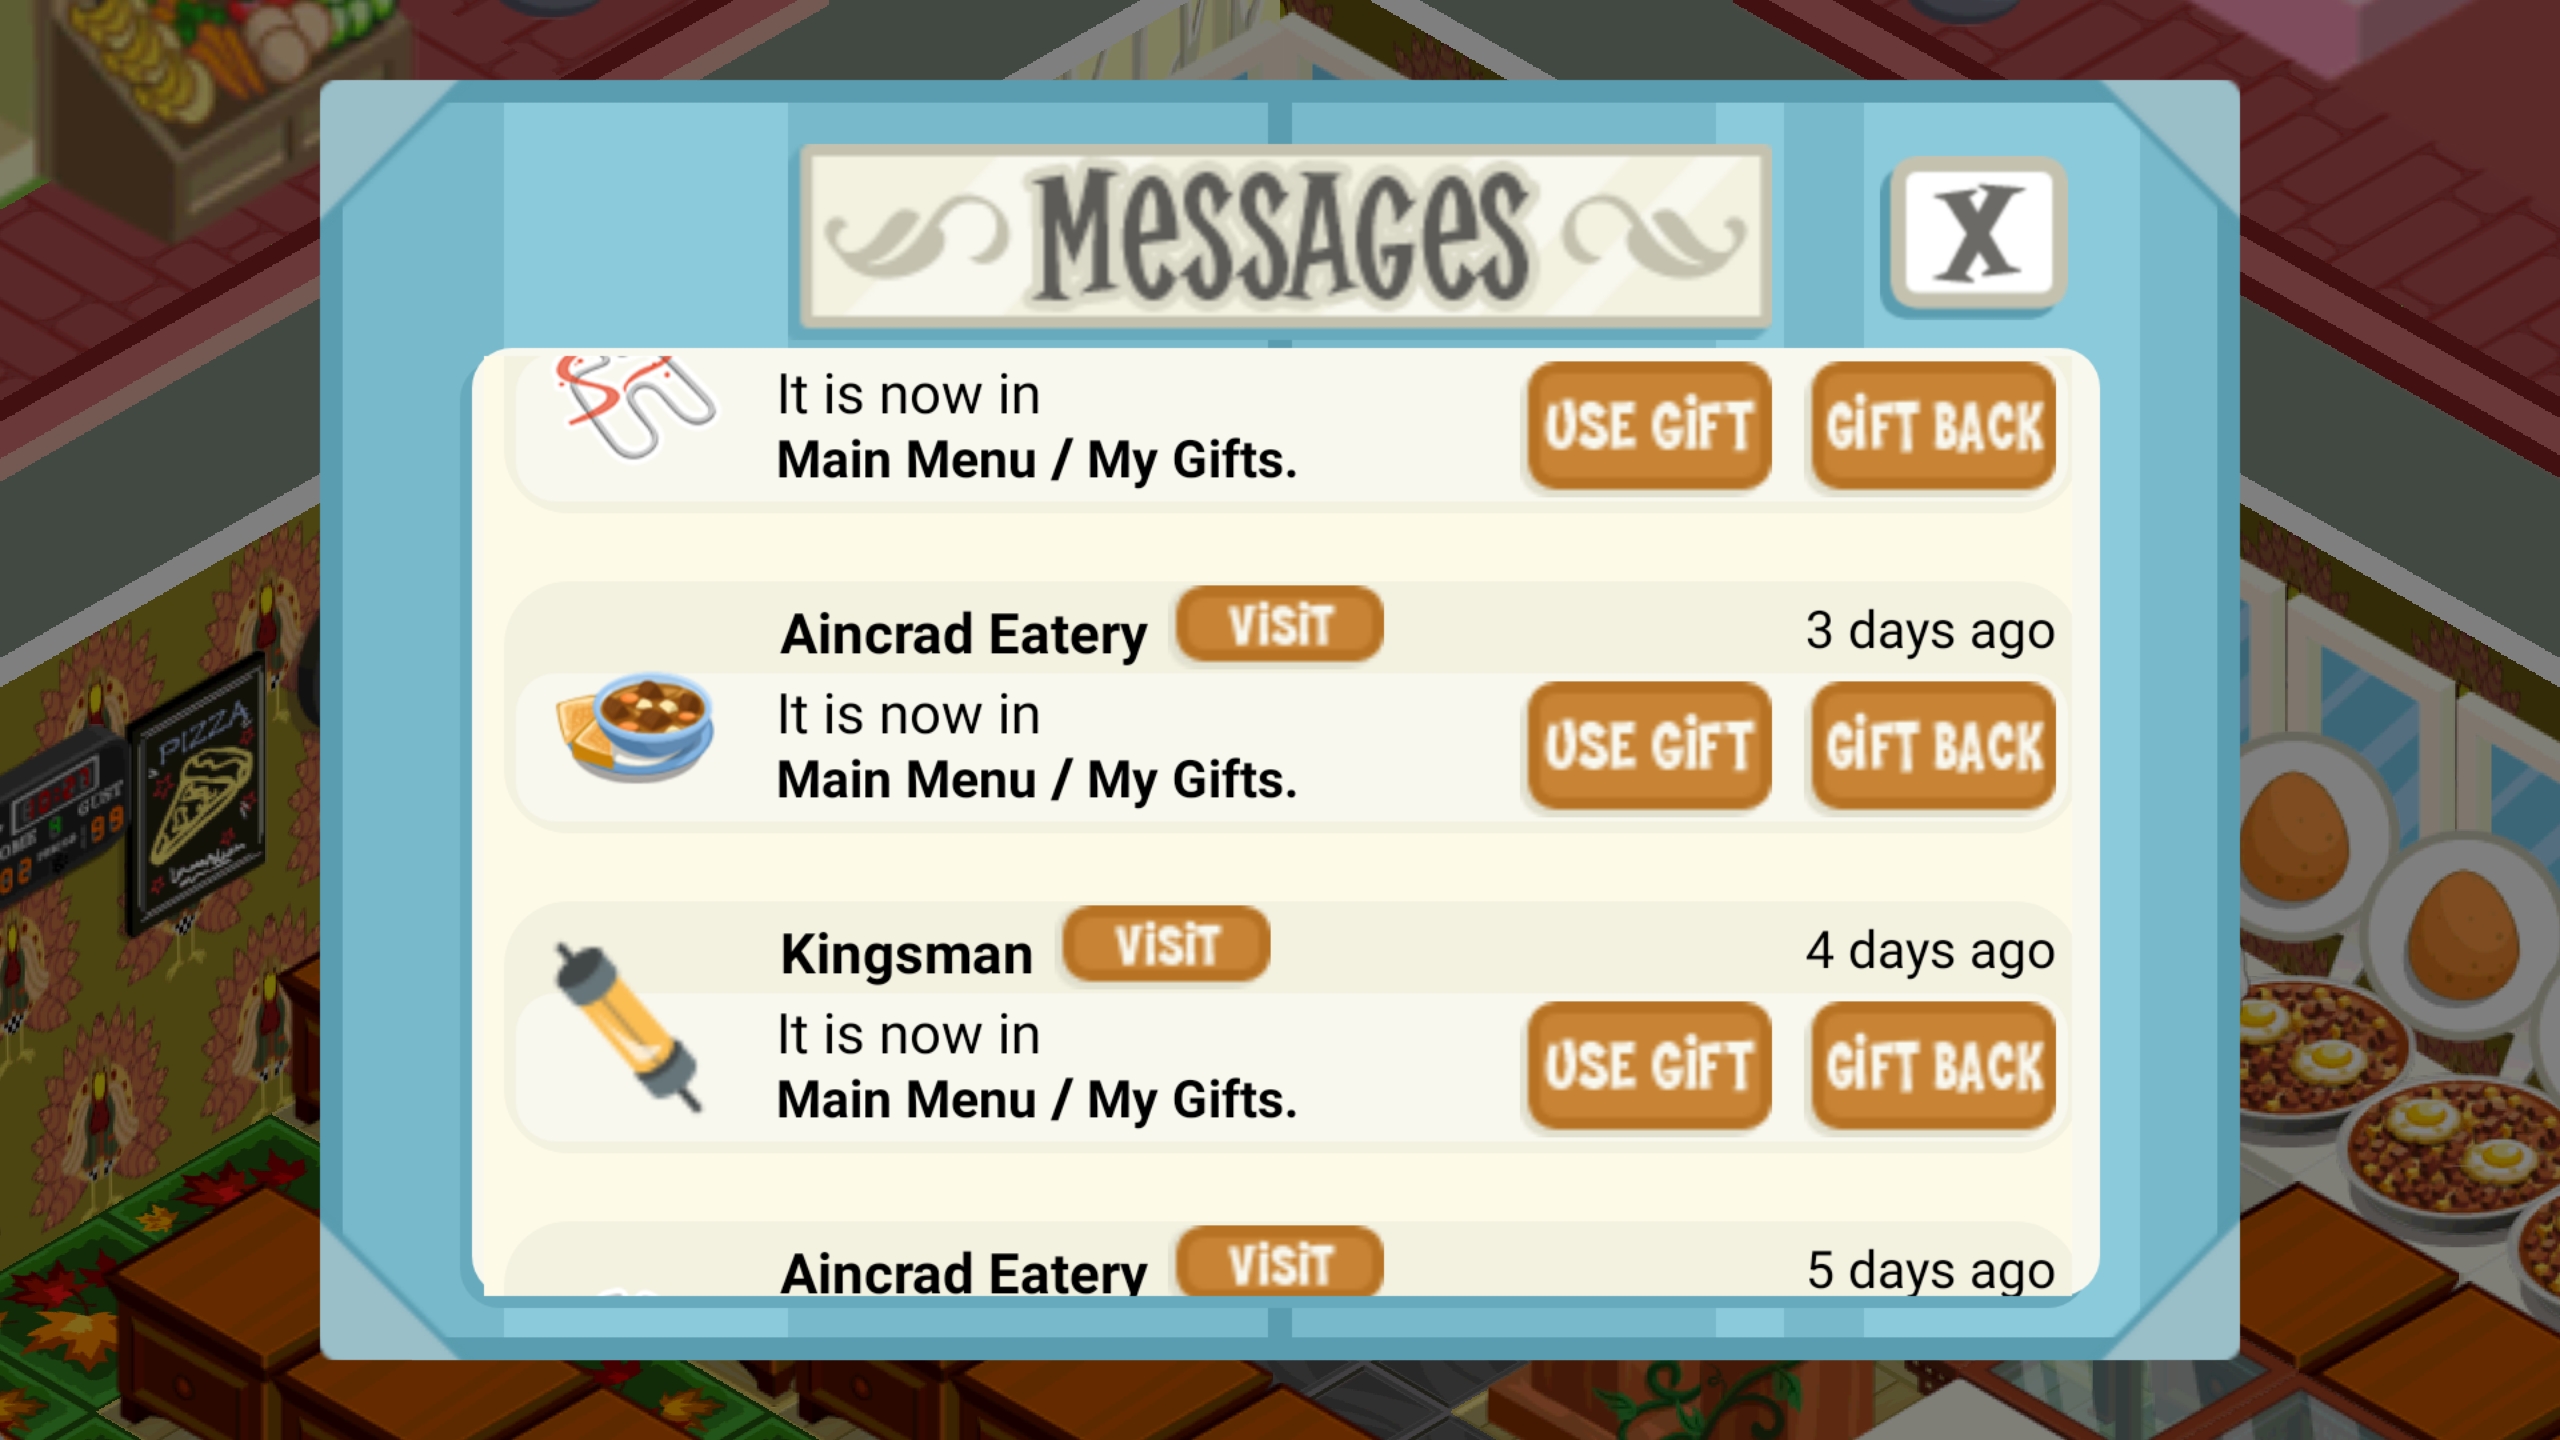 MESSAGES
X
It is now in
Main Menu / My Gifts.
USE GIFT
GIFT BACK
Aincrad Eatery
VISIT
3 days ago
It is now in
Main Menu / My Gifts.
USE GIFT
GIFT BACK
Kingsman
VISIT
4 days ago
It is now in
Main Menu / My Gifts.
USE GIFT
GIFT BACK
Aincrad Eatery
VISIT
5 days ago
PIZZA
GUST
99